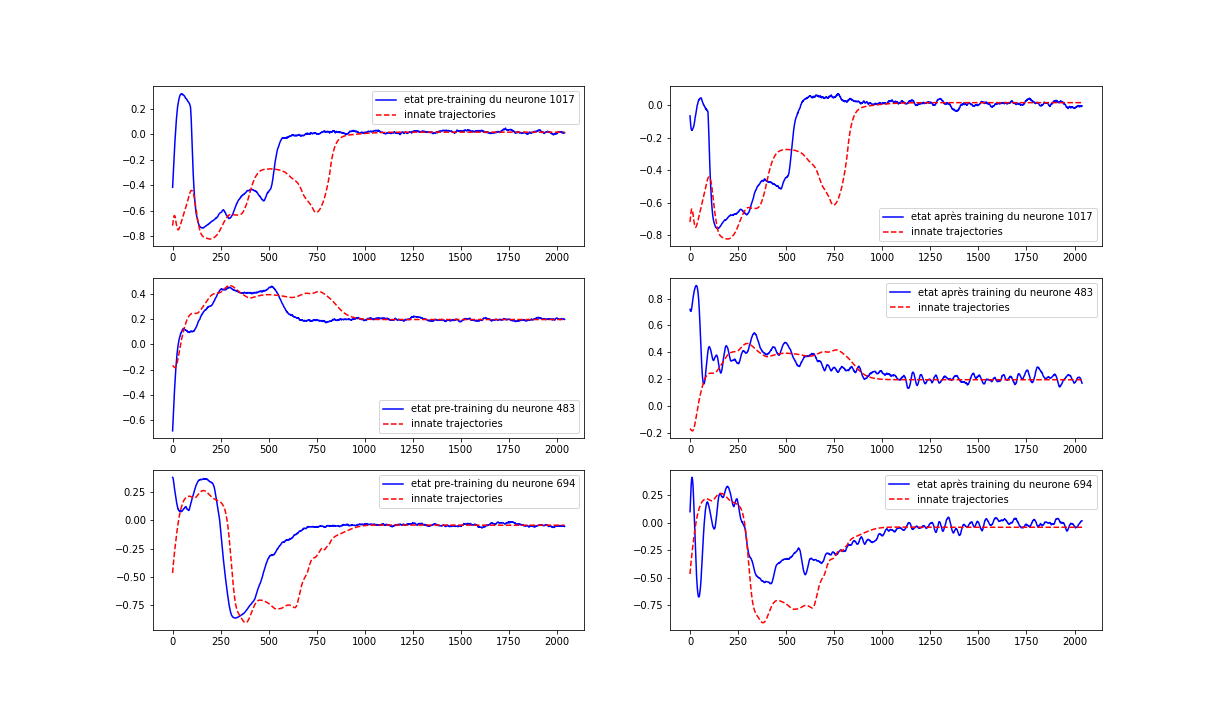 etat pre-training du neurone 1017
innate trajectories
0.2
0.0
−0.2
−0.4
−0.6
−0.8
0 250 500 750 1000 1250 1500 1750 2000
etat après training du neurone 1017
innate trajectories
0.0
−0.2
−0.4
−0.6
−0.8
0 250 500 750 1000 1250 1500 1750 2000
etat pre-training du neurone 483
innate trajectories
0.4
0.2
0.0
−0.2
−0.4
−0.6
0 250 500 750 1000 1250 1500 1750 2000
etat après training du neurone 483
innate trajectories
0.8
0.6
0.4
0.2
0.0
−0.2
0 250 500 750 1000 1250 1500 1750 2000
etat pre-training du neurone 694
innate trajectories
0.25
0.00
−0.25
−0.50
−0.75
0 250 500 750 1000 1250 1500 1750 2000
etat après training du neurone 694
innate trajectories
0.25
0.00
−0.25
−0.50
−0.75
0 250 500 750 1000 1250 1500 1750 2000